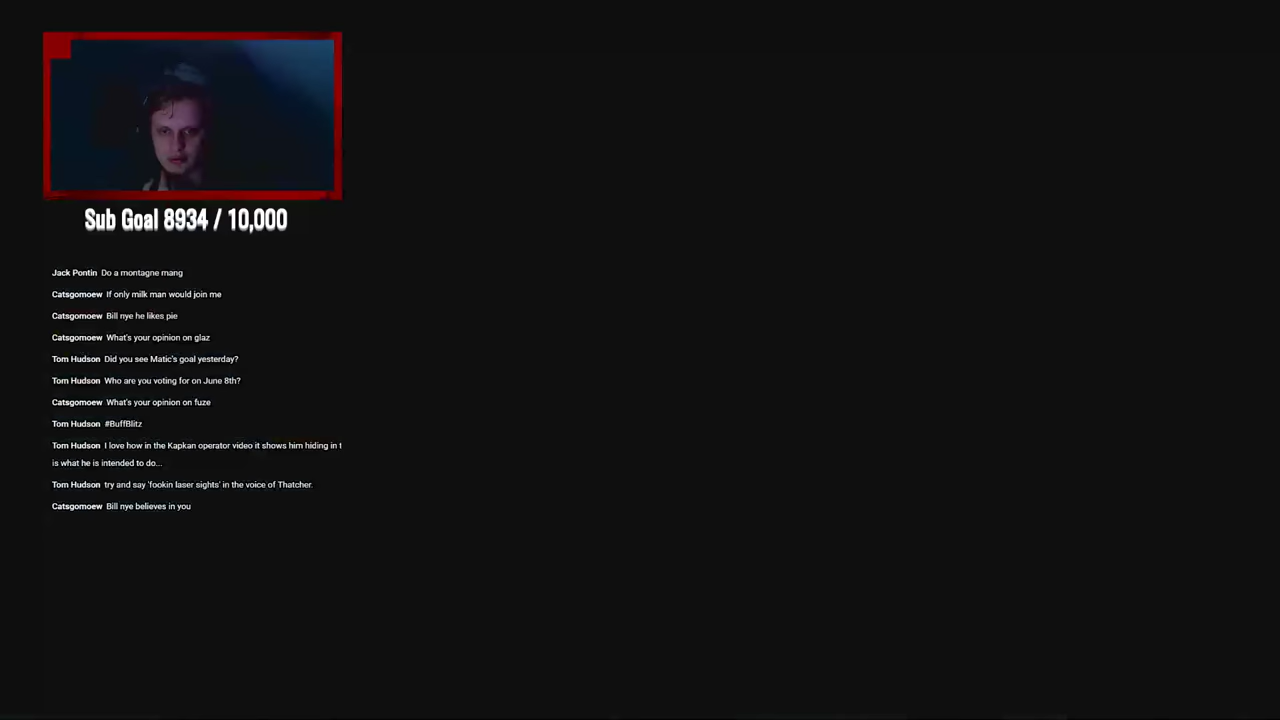 Sub Goal 8934 / 10,000
Jack Pontin Do a montagne mang
Catsgomoew If only milk man would join me
Catsgomoew Bill nye he likes pie
Catsgomoew What's your opinion on glaz
Tom Hudson Did you see Matic's goal yesterday?
Tom Hudson Who are you voting for on June 8th?
Catsgomoew What's your opinion on fuze
Tom Hudson #BuffBlitz
Tom Hudson I love how in the Kapkan operator video it shows him hiding in t
is what he is intended to do...
Tom Hudson try and say 'fookin laser sights' in the voice of Thatcher.
Catsgomoew Bill nye believes in you